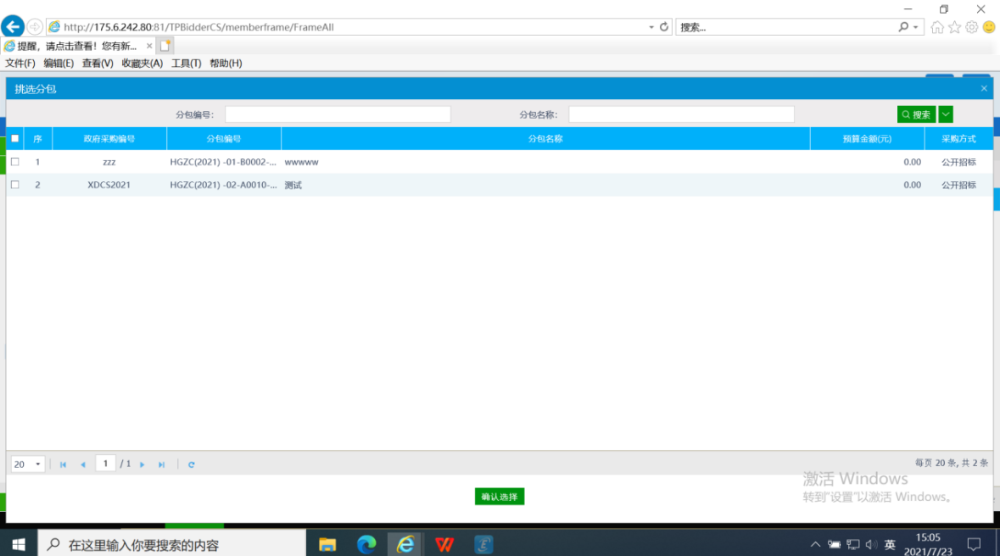 http://175.6.242.80:81/TPBidderCS/memberframe/FrameAll
搜索...
提醒，请点击查看！您有新...
文件(F) 编辑(E) 查看(V) 收藏夹(A) 工具(T) 帮助(H)
挑选分包
分包编号： 分包名称： 搜索
序 政府采购编号 分包编号 分包名称 预算金额(元) 采购方式
1 zzz HGZC(2021) -01-B0002-... wwwww 0.00 公开招标
2 XDCS2021 HGZC(2021) -02-A0010-... 测试 0.00 公开招标
20 1 / 1 每页 20 条, 共 2 条
激活 Windows
转到"设置"以激活 Windows。
确认选择
在这里输入你要搜索的内容
英
15:05
2021/7/23